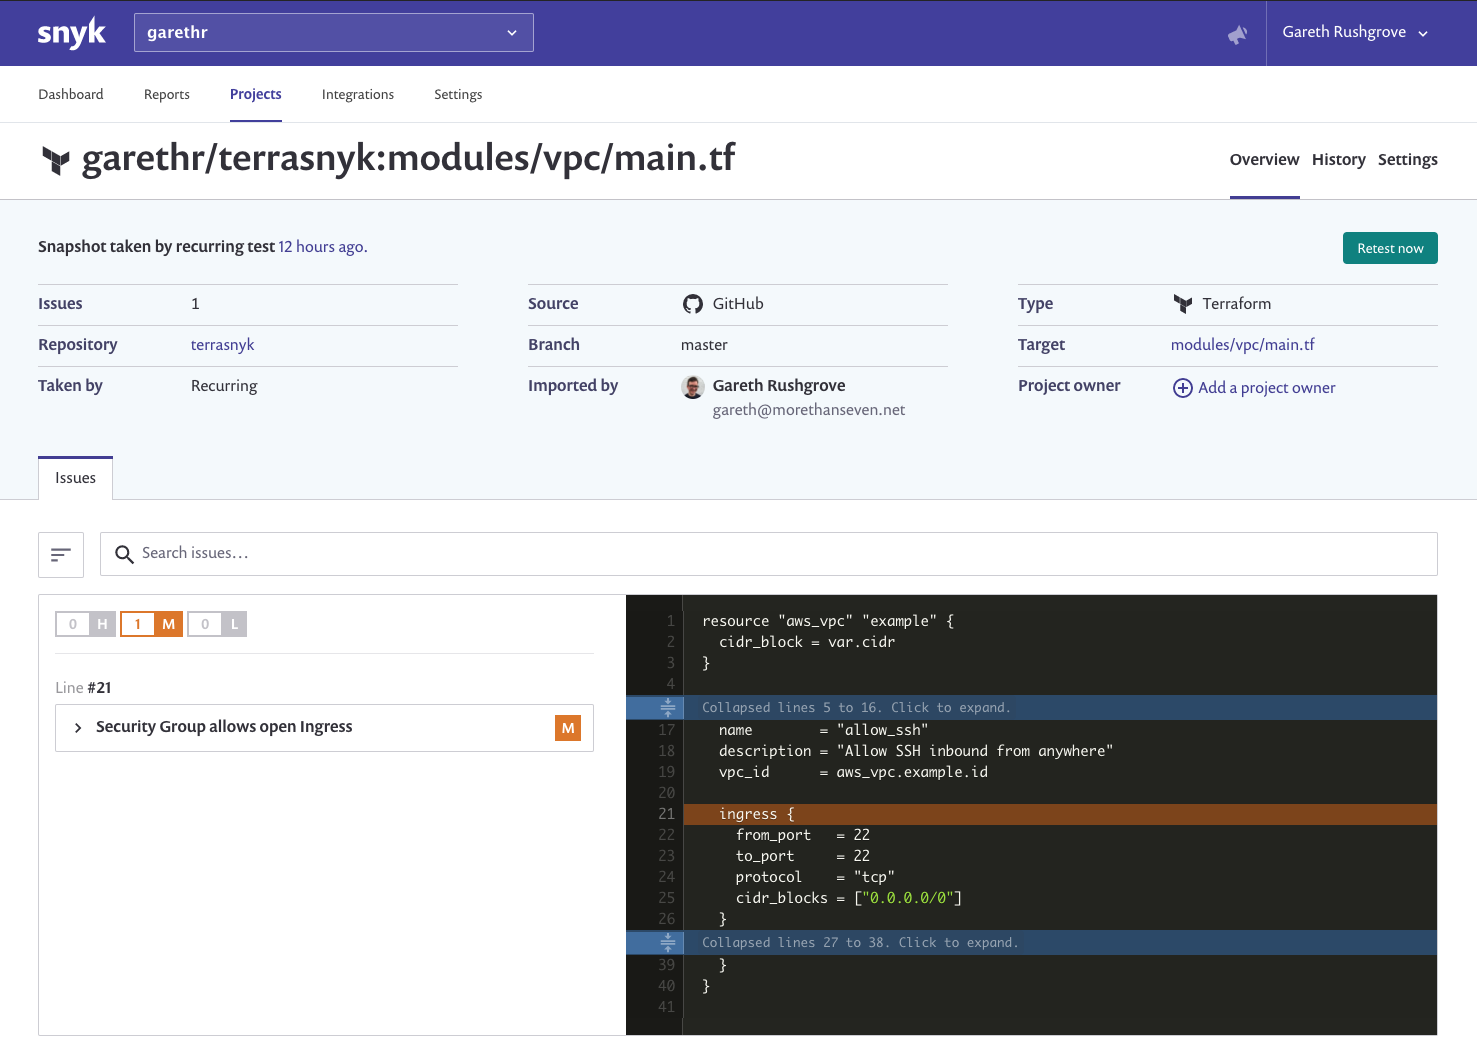 snyk garethr Gareth Rushgrove
Dashboard Reports Projects Integrations Settings
garethr/terrasnyk:modules/vpc/main.tf Overview History Settings
Snapshot taken by recurring test 12 hours ago. Retest now
Issues 1 Source GitHub Type Terraform
Repository terrasnyk Branch master Target modules/vpc/main.tf
Taken by Recurring Imported by Gareth Rushgrove Project owner Add a project owner
gareth@morethanseven.net
Issues
Search issues...
0 H 1 M 0 L
Line #21
Security Group allows open Ingress M
1 resource "aws_vpc" "example" {
2 cidr_block = var.cidr
3 }
4
Collapsed lines 5 to 16. Click to expand.
17 name = "allow_ssh"
18 description = "Allow SSH inbound from anywhere"
19 vpc_id = aws_vpc.example.id
20
21 ingress {
22 from_port = 22
23 to_port = 22
24 protocol = "tcp"
25 cidr_blocks = ["0.0.0.0/0"]
26 }
Collapsed lines 27 to 38. Click to expand.
39 }
40 }
41